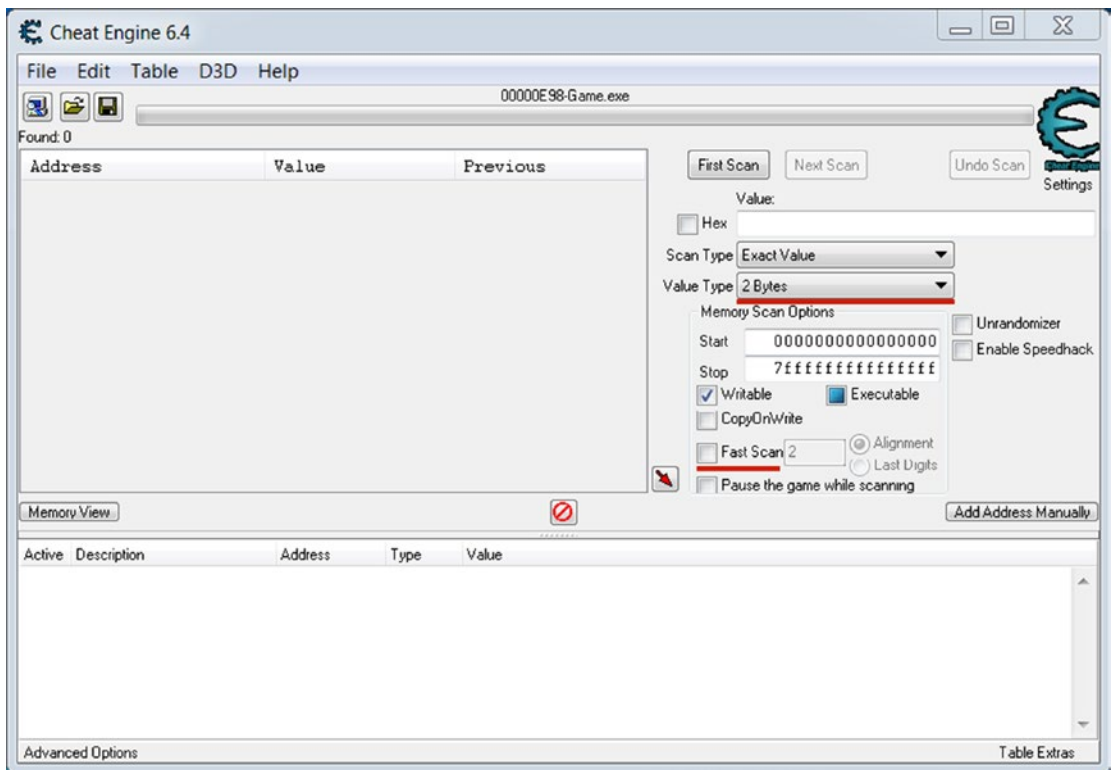 Cheat Engine 6.4
File Edit Table D3D Help
00000E98-Game.exe
Found: 0
Address Value Previous
First Scan Next Scan Undo Scan
Cheat Engine
Settings
Value:
Hex
Scan Type Exact Value
Value Type 2 Bytes
Memory Scan Options
Unrandomizer
Start 0000000000000000
Enable Speedhack
Stop 7fffffffffffffff
Writable Executable
CopyOnWrite
Fast Scan 2 Alignment
Last Digits
Pause the game while scanning
Memory View Add Address Manually
Active Description Address Type Value
Advanced Options Table Extras